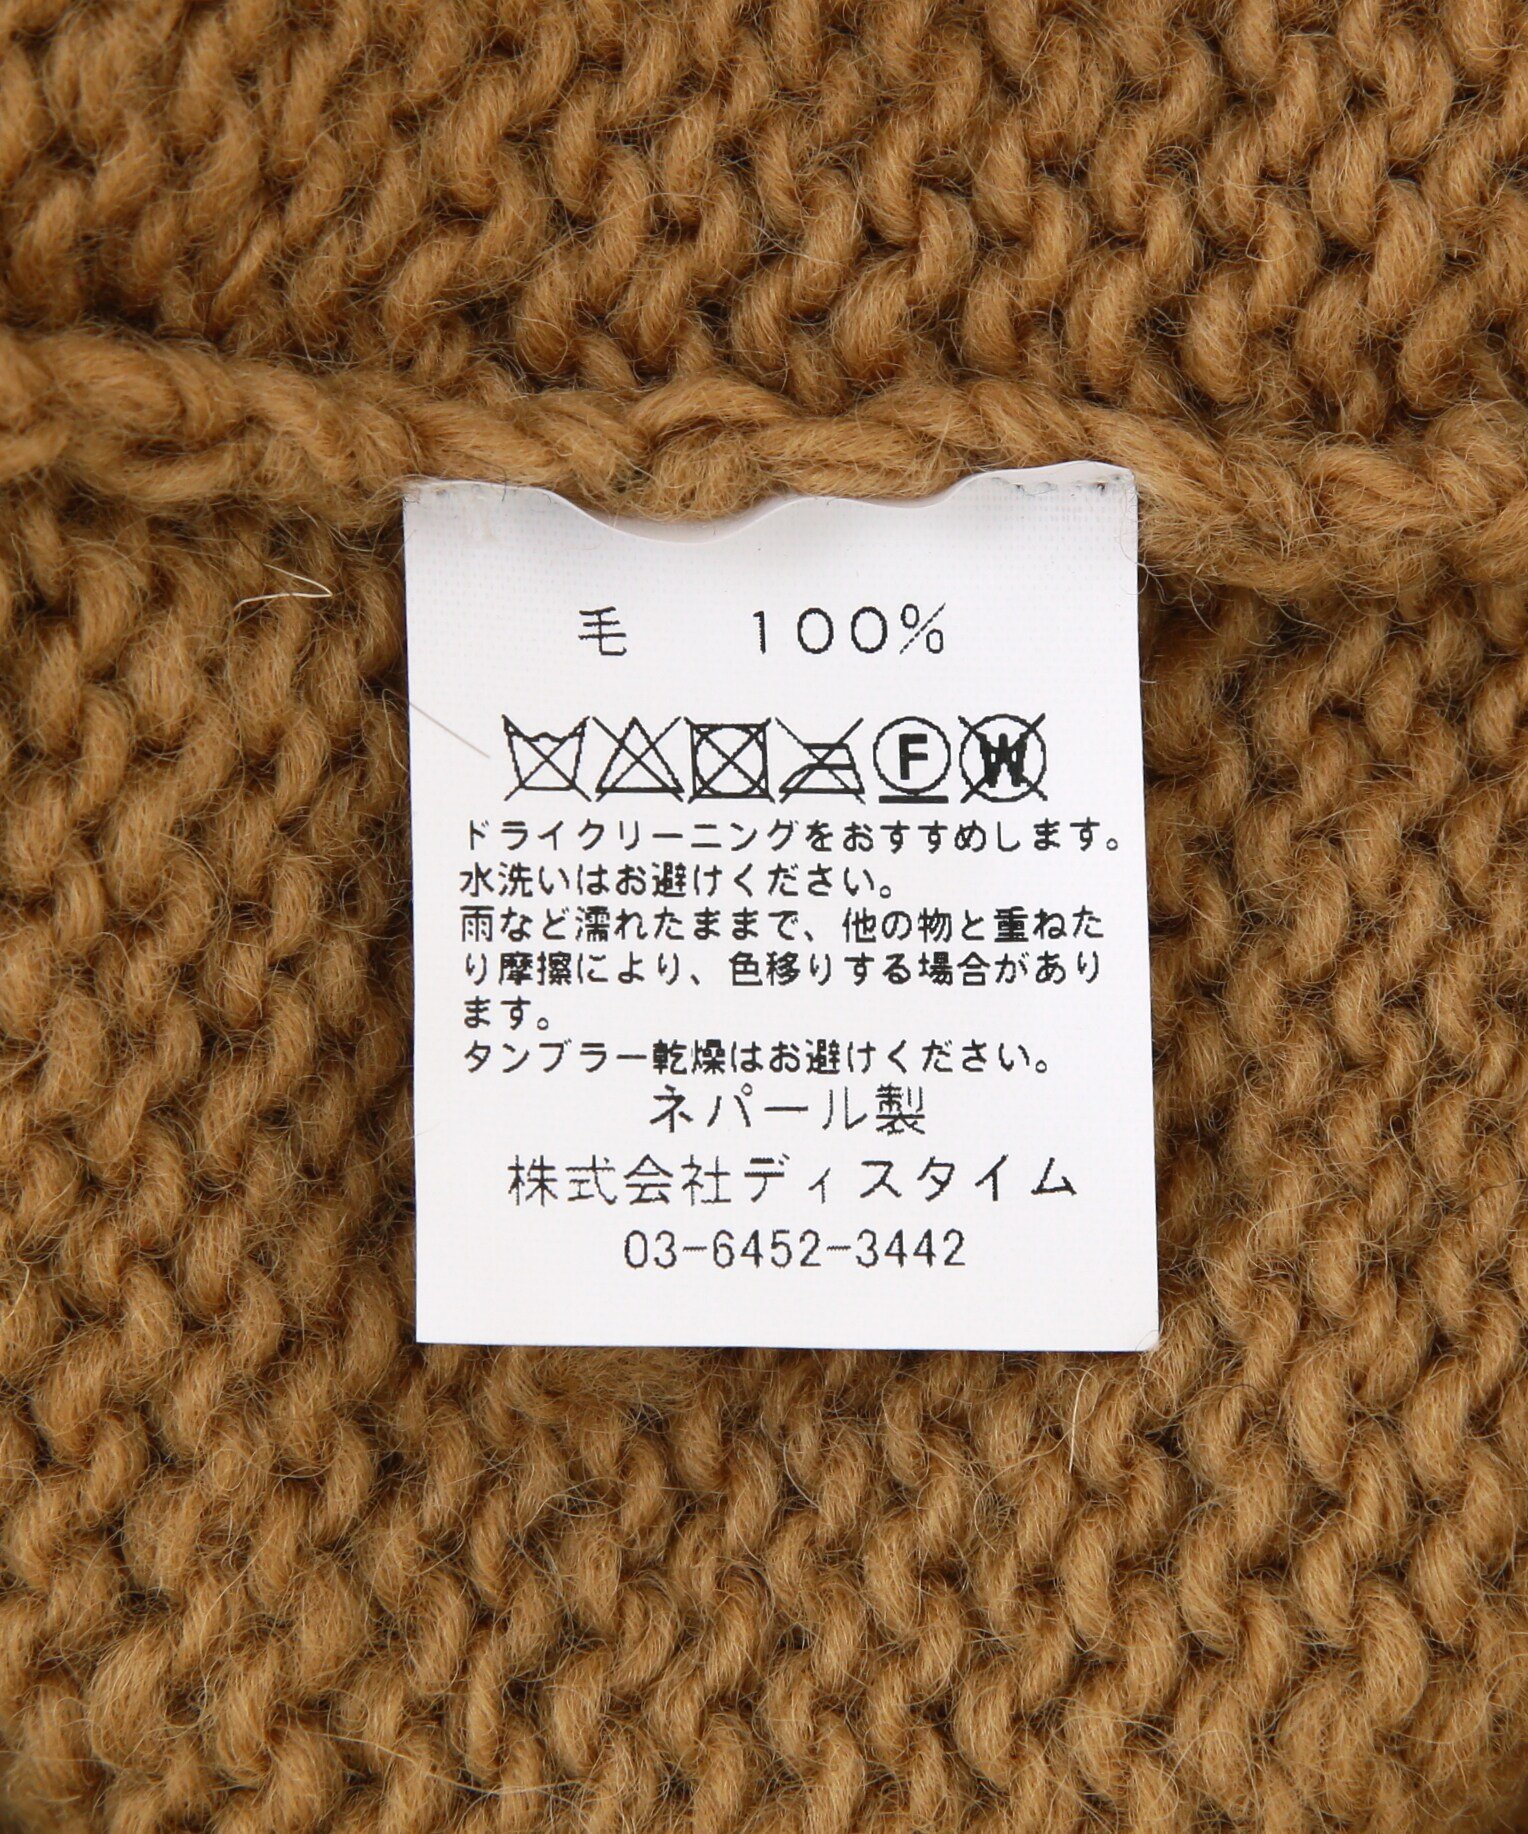 毛 100%
F W
ドライクリーニングをおすすめします。
水洗いはお避けください。
雨など濡れたままで、他の物と重ねた
り摩擦により、色移りする場合があり
ます。
タンブラー乾燥はお避けください。
ネパール製
株式会社ディスタイム
03-6452-3442